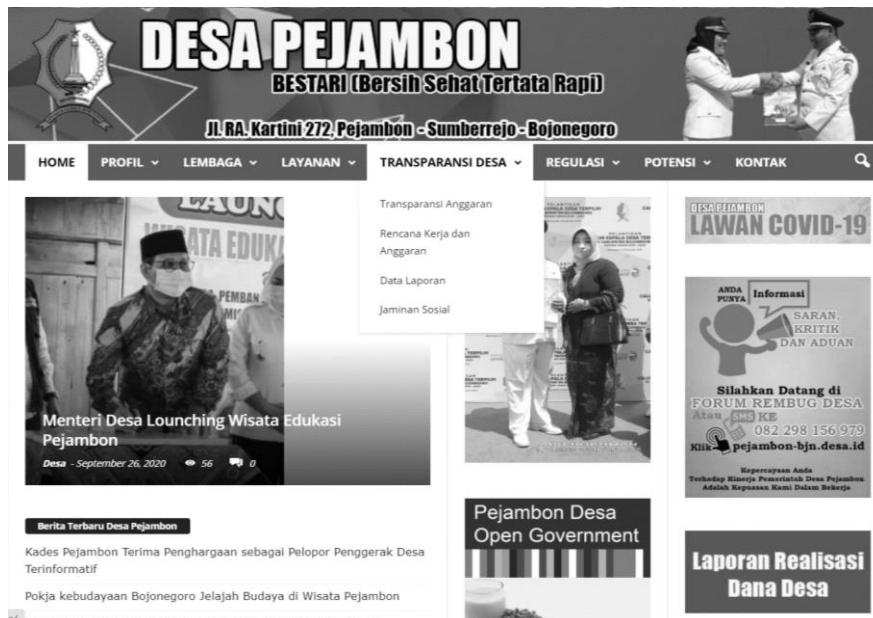 DESA PEJAMBON
BESTARI (Bersih Sehat Tertata Rapi)
Jl. RA. Kartini 272, Pejambon - Sumberrejo - Bojonegoro
HOME PROFIL LEMBAGA LAYANAN TRANSPARANSI DESA REGULASI POTENSI KONTAK
Transparansi Anggaran
Rencana Kerja dan
Anggaran
Data Laporan
Jaminan Sosial
LAUNC
WISATA EDUK
PEMBAN
Menteri Desa Lounching Wisata Edukasi
Pejambon
Desa - September 26, 2020 56 0
Berita Terbaru Desa Pejambon
Kades Pejambon Terima Penghargaan sebagai Pelopor Penggerak Desa
Terinformatif
Pokja kebudayaan Bojonegoro Jelajah Budaya di Wisata Pejambon
Pejambon Desa
Open Government
DESA PEJAMBON
LAWAN COVID-19
ANDA
PUNYA Informasi
SARAN,
KRITIK
DAN ADUAN
Silahkan Datang di
FORUM REMBUG DESA
Atau SMS KE
082 298 156 979
Klik pejambon-bjn.desa.id
Kepercayaan Anda
Terhadap Kinerja Pemerintah Desa Pejambon
Adalah Kepuasan Kami Dalam Bekerja
Laporan Realisasi
Dana Desa